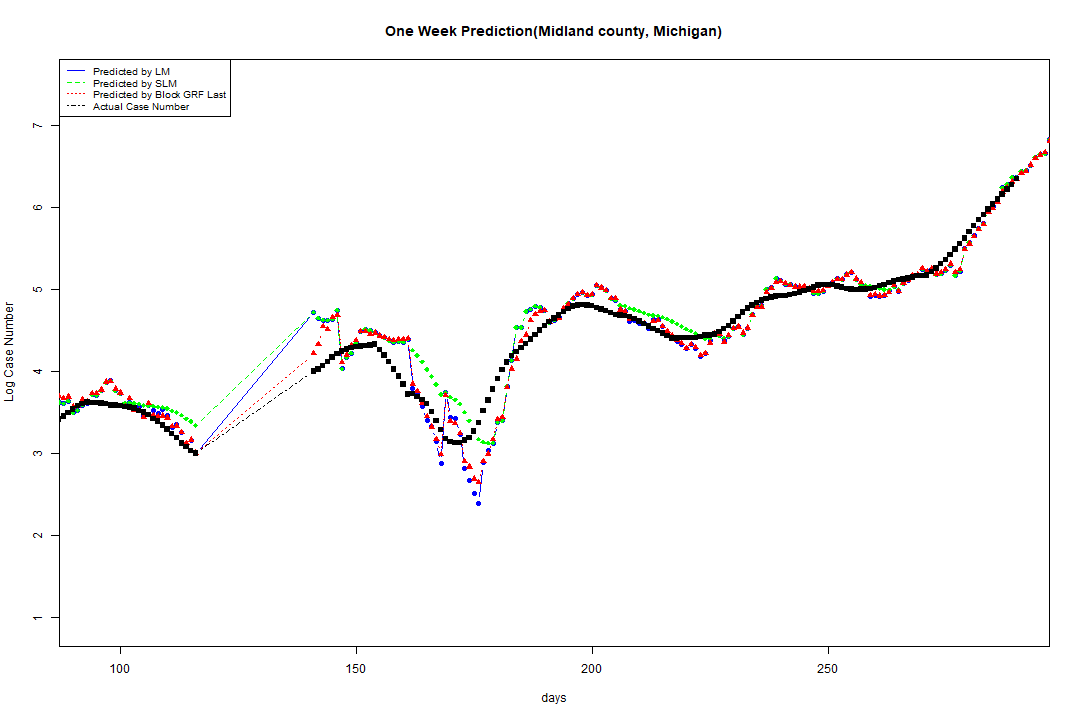 One Week Prediction(Midland county, Michigan)
Predicted by LM
Predicted by SLM
Predicted by Block GRF Last
Actual Case Number
7
6
5
4
3
2
1
Log Case Number
100 150 200 250
days